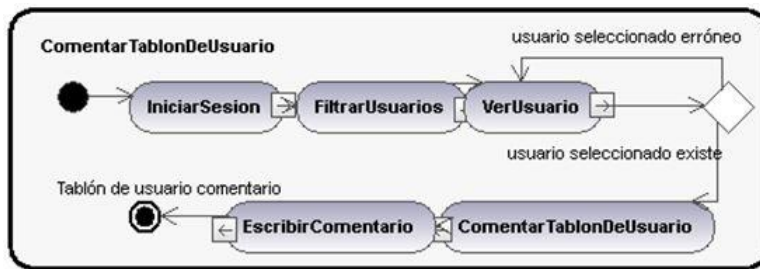 ComentarTablonDeUsuario
usuario seleccionado erróneo
IniciarSesion
FiltrarUsuarios
VerUsuario
usuario seleccionado existe
Tablón de usuario comentario
EscribirComentario
ComentarTablonDeUsuario